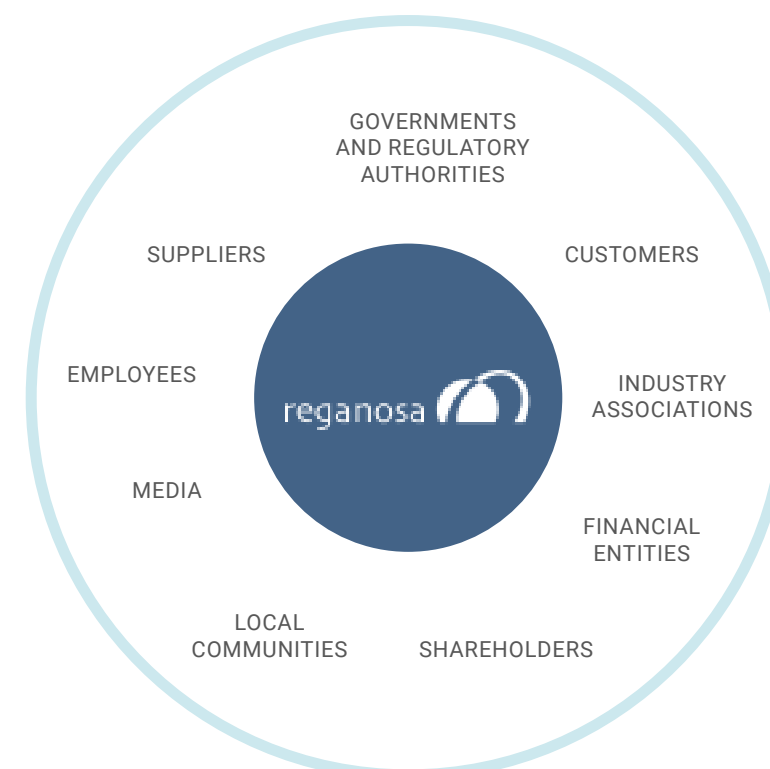 GOVERNMENTS
AND REGULATORY
AUTHORITIES
SUPPLIERS
CUSTOMERS
EMPLOYEES
INDUSTRY
ASSOCIATIONS
reganosa
MEDIA
FINANCIAL
ENTITIES
LOCAL
COMMUNITIES
SHAREHOLDERS